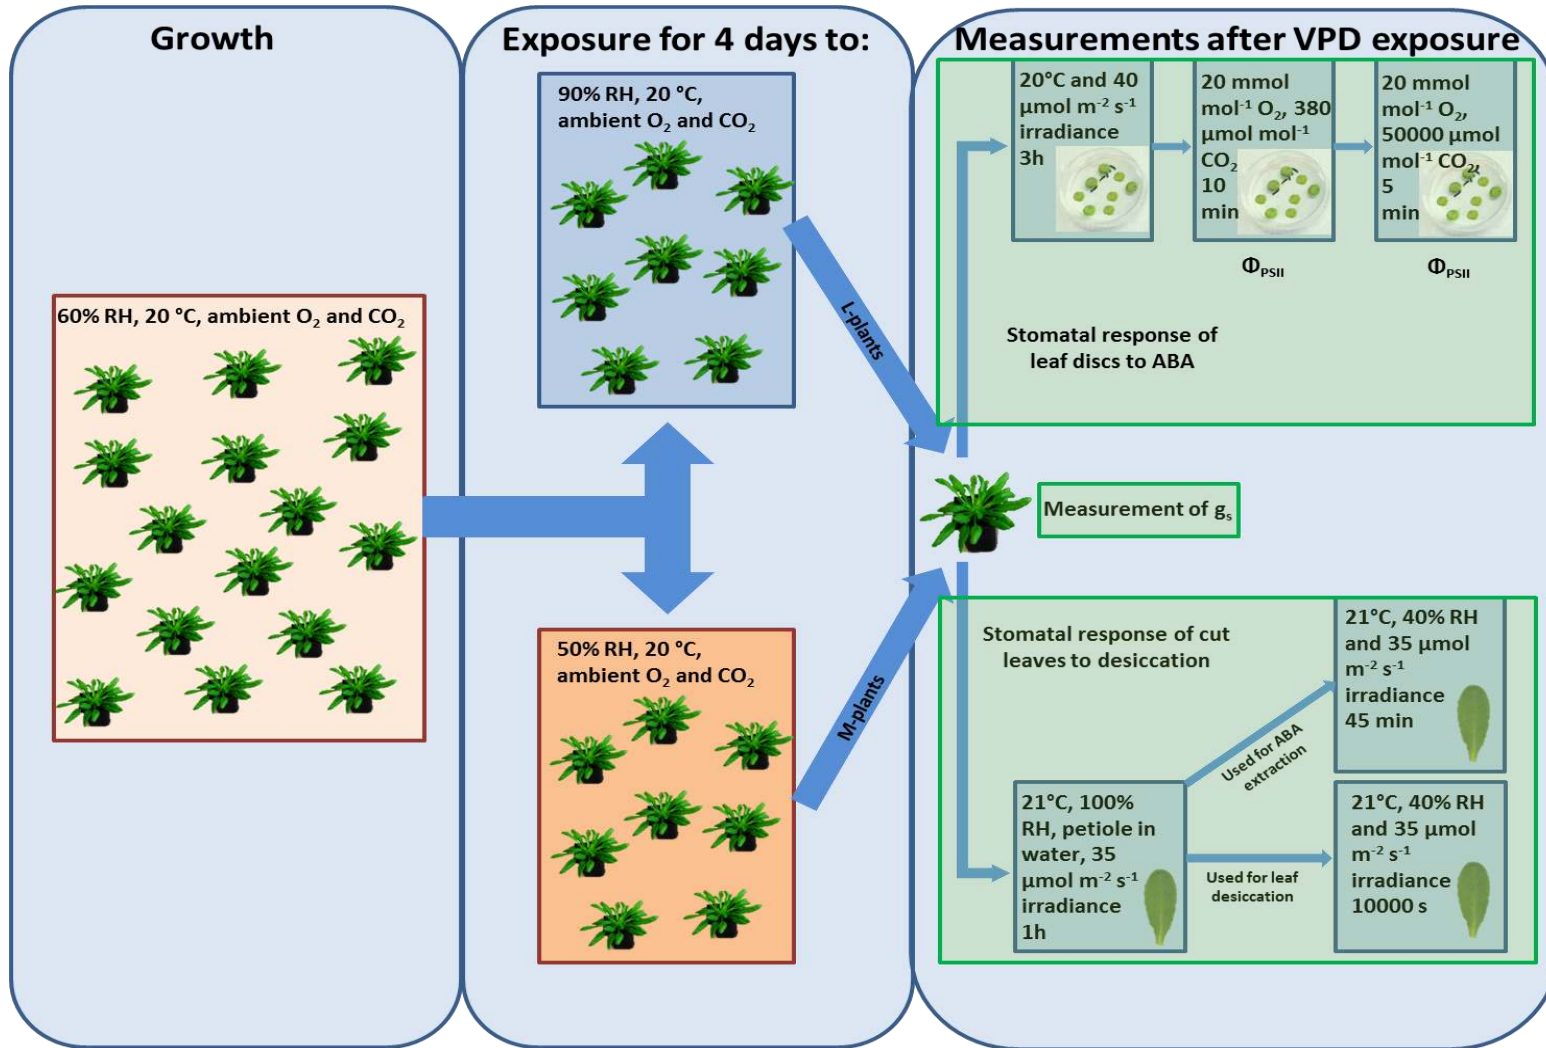 Growth
60% RH, 20 °C, ambient O₂ and CO₂
Exposure for 4 days to:
90% RH, 20 °C,
ambient O₂ and CO₂
50% RH, 20 °C,
ambient O₂ and CO₂
L-plants
M-plants
Measurements after VPD exposure
20°C and 40
µmol m⁻² s⁻¹
irradiance
3h
20 mmol
mol⁻¹ O₂, 380
µmol mol⁻¹
CO₂
10
min
ΦPSII
20 mmol
mol⁻¹ O₂,
50000 µmol
mol⁻¹ CO₂,
5
min
ΦPSII
Stomatal response of
leaf discs to ABA
Measurement of gₛ
Stomatal response of cut
leaves to desiccation
21°C, 100%
RH, petiole in
water, 35
µmol m⁻² s⁻¹
irradiance
1h
Used for ABA
extraction
21°C, 40% RH
and 35 µmol
m⁻² s⁻¹
irradiance
45 min
Used for leaf
desiccation
21°C, 40% RH
and 35 µmol
m⁻² s⁻¹
irradiance
10000 s